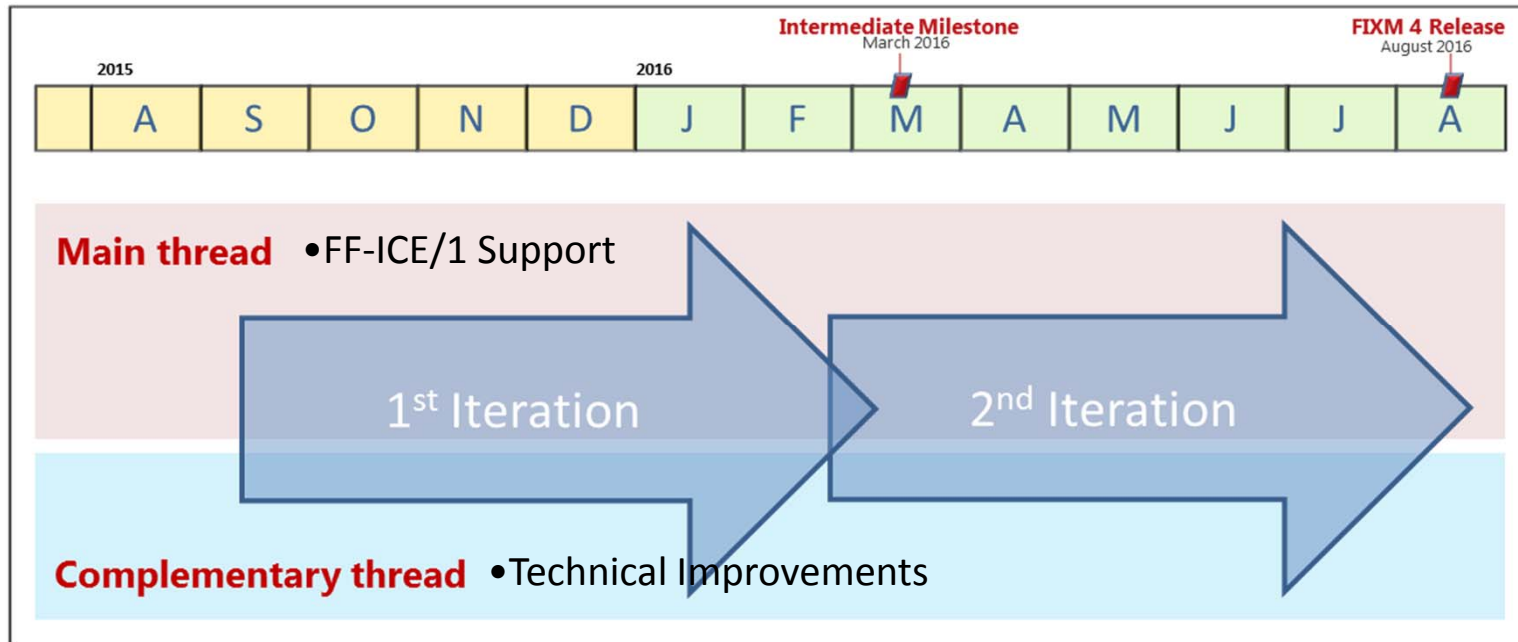 Intermediate Milestone
March 2016
FIXM 4 Release
August 2016
2015
2016
A S O N D J F M A M J J A
Main thread •FF-ICE/1 Support
1st Iteration
2nd Iteration
Complementary thread •Technical Improvements